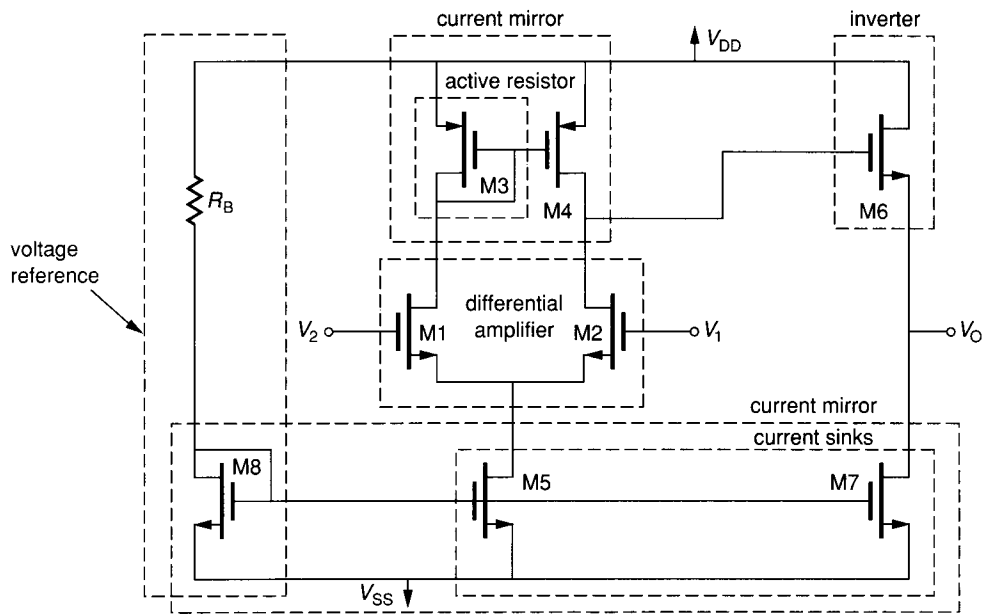 current mirror
inverter
V_DD
active resistor
M3
M4
M6
R_B
voltage
reference
differential
amplifier
V_2
M1
M2
V_1
V_O
current mirror
current sinks
M8
M5
M7
V_SS